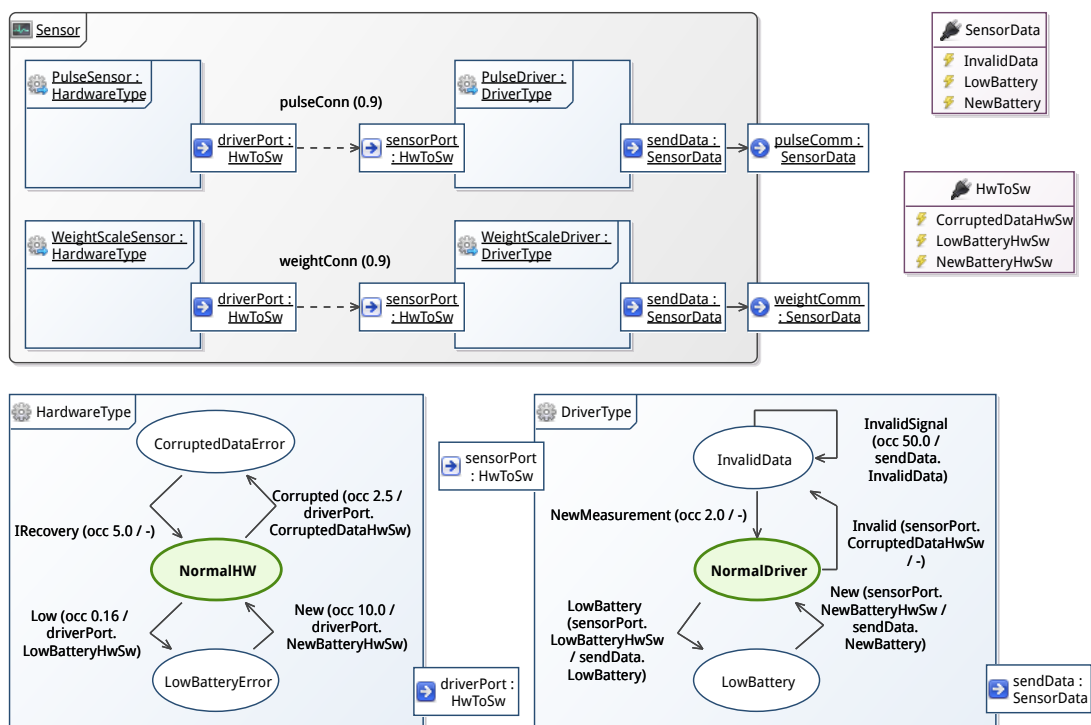 Sensor
PulseSensor :
HardwareType
pulseConn (0.9)
PulseDriver :
DriverType
driverPort :
HwToSw
sensorPort
: HwToSw
sendData :
SensorData
pulseComm :
SensorData
WeightScaleSensor :
HardwareType
weightConn (0.9)
WeightScaleDriver :
DriverType
driverPort :
HwToSw
sensorPort
: HwToSw
sendData :
SensorData
weightComm
: SensorData
SensorData
InvalidData
LowBattery
NewBattery
HwToSw
CorruptedDataHwSw
LowBatteryHwSw
NewBatteryHwSw
HardwareType
CorruptedDataError
IRecovery (occ 5.0 / -)
Corrupted (occ 2.5 /
driverPort.
CorruptedDataHwSw)
NormalHW
Low (occ 0.16 /
driverPort.
LowBatteryHwSw)
New (occ 10.0 /
driverPort.
NewBatteryHwSw)
LowBatteryError
driverPort :
HwToSw
DriverType
sensorPort
: HwToSw
InvalidData
InvalidSignal
(occ 50.0 /
sendData.
InvalidData)
NewMeasurement (occ 2.0 / -)
Invalid (sensorPort.
CorruptedDataHwSw
/ -)
NormalDriver
LowBattery
(sensorPort.
LowBatteryHwSw
/ sendData.
LowBattery)
New (sensorPort.
NewBatteryHwSw /
sendData.
NewBattery)
LowBattery
sendData :
SensorData